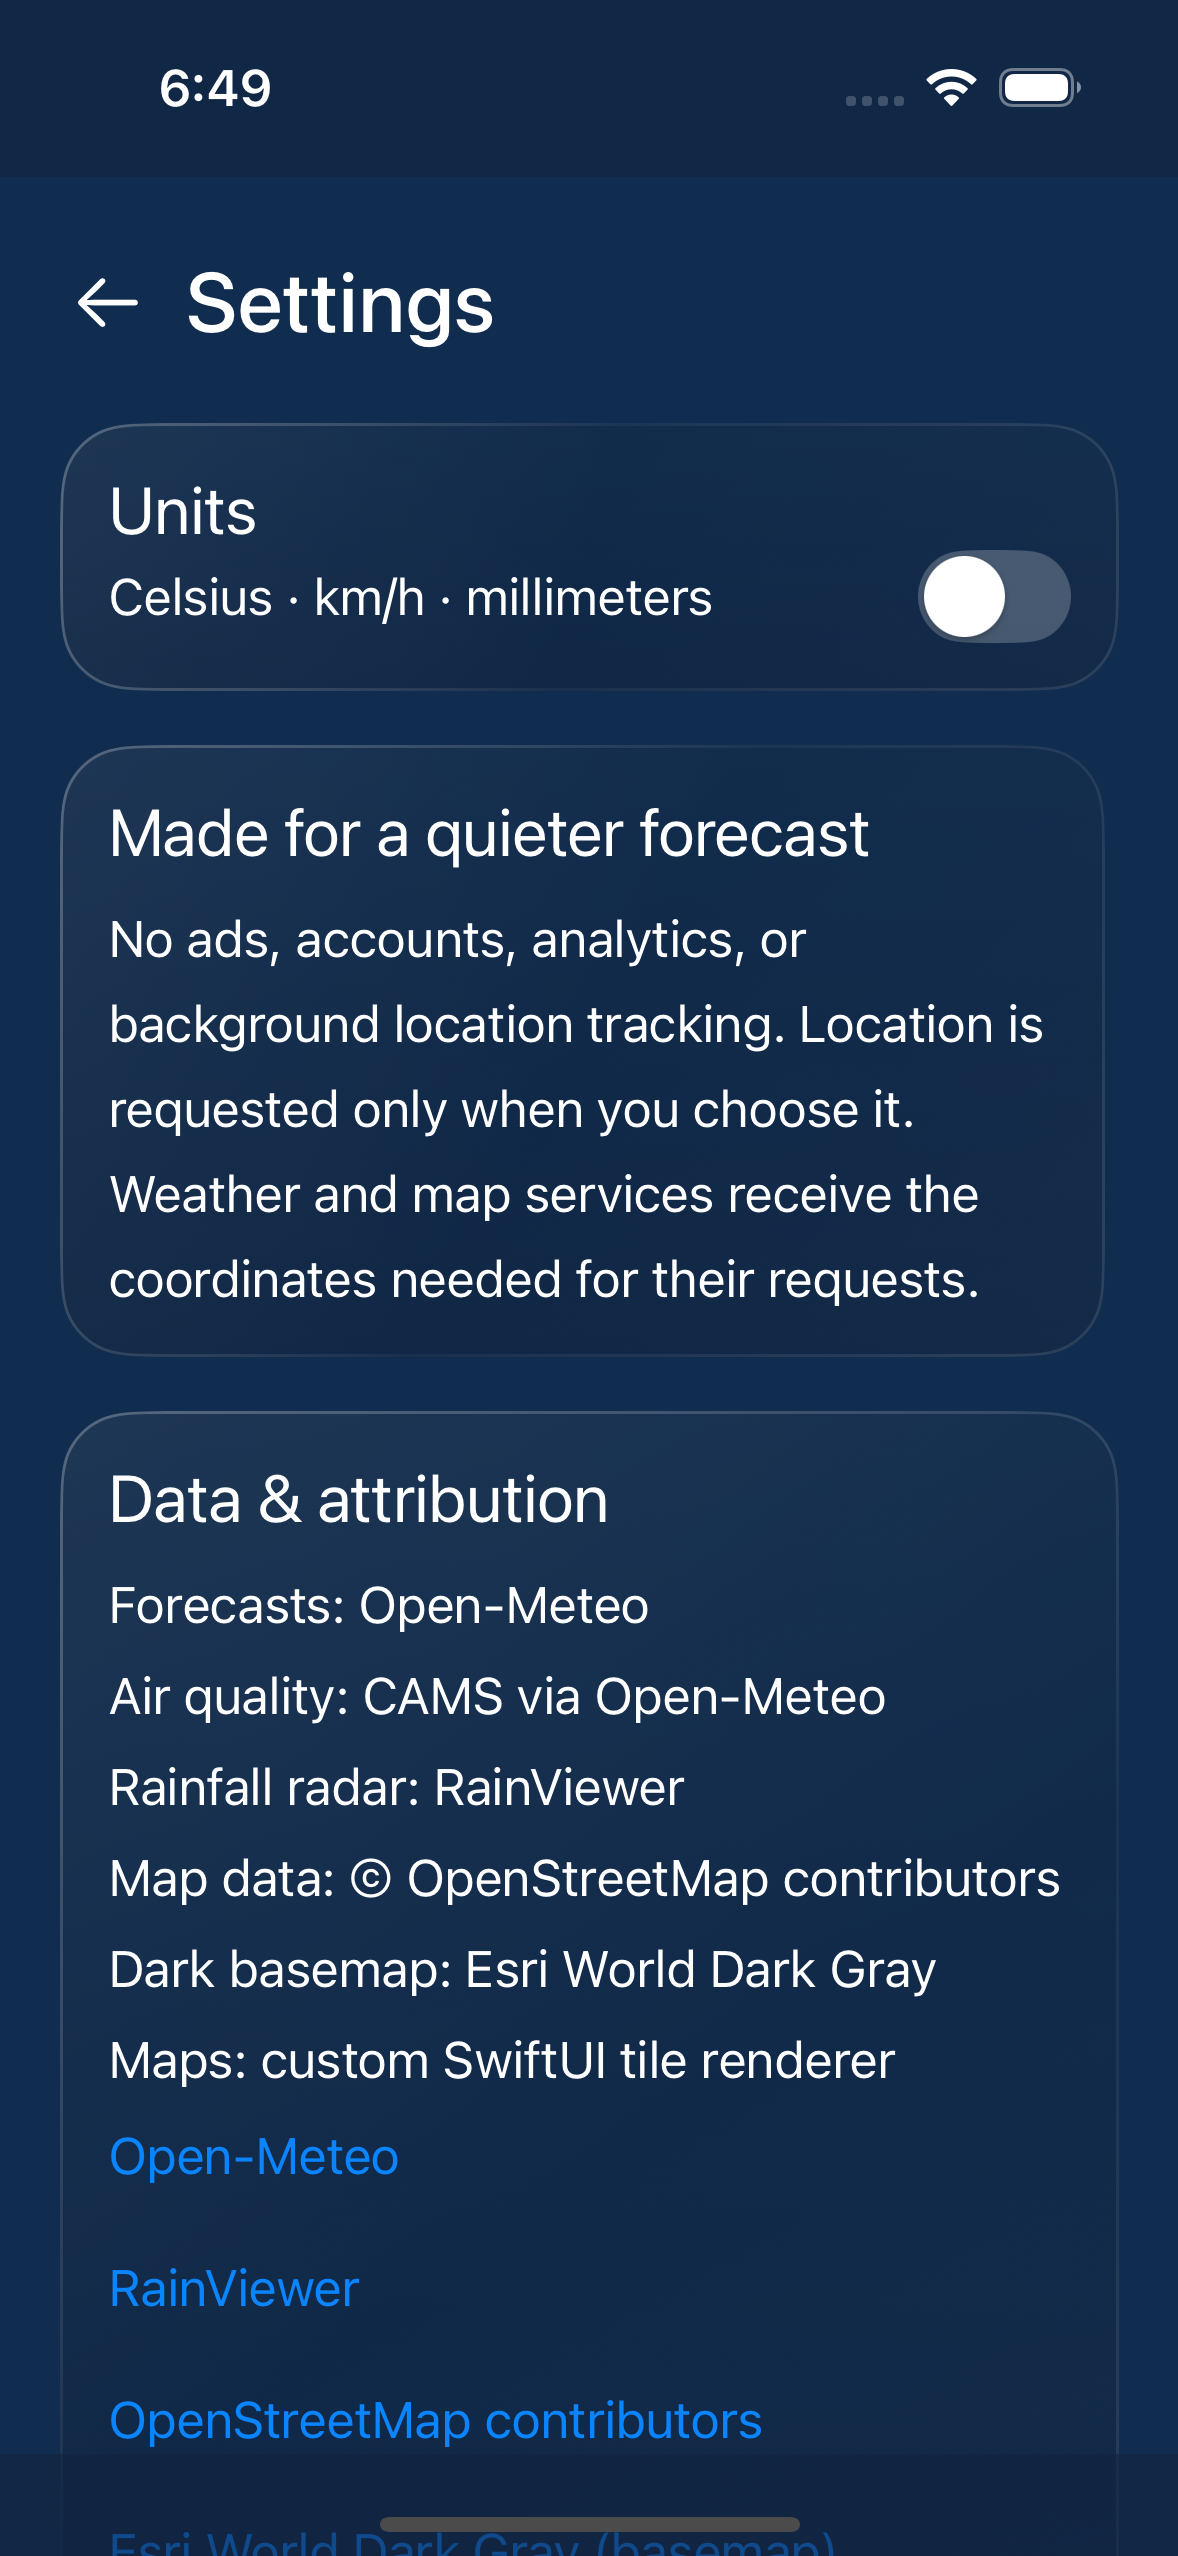 6:49
Settings
Units
Celsius · km/h · millimeters
Made for a quieter forecast
No ads, accounts, analytics, or
background location tracking. Location is
requested only when you choose it.
Weather and map services receive the
coordinates needed for their requests.
Data & attribution
Forecasts: Open-Meteo
Air quality: CAMS via Open-Meteo
Rainfall radar: RainViewer
Map data: © OpenStreetMap contributors
Dark basemap: Esri World Dark Gray
Maps: custom SwiftUI tile renderer
Open-Meteo
RainViewer
OpenStreetMap contributors
Esri World Dark Gray (basemap)